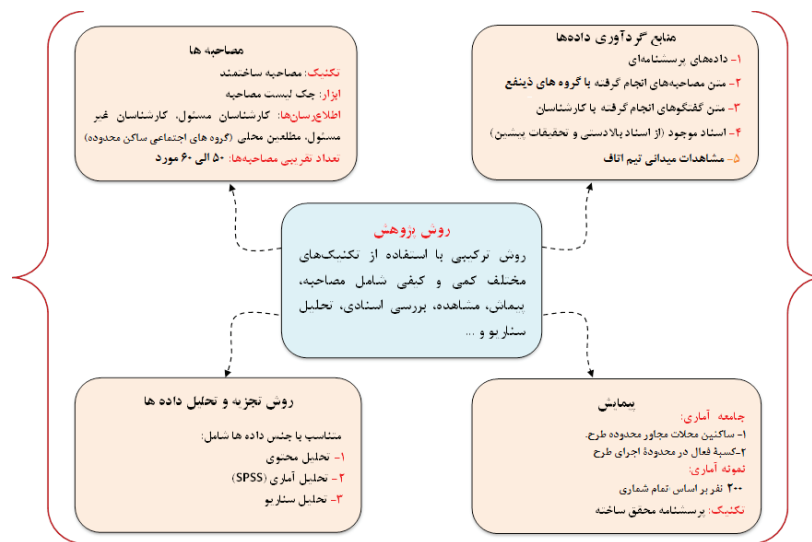 منابع گردآوری داده‌ها
۱- داده‌های پرسشنامه‌ای
۲- متن مصاحبه‌های انجام گرفته با گروه های ذینفع
۳- متن گفتگوهای انجام گرفته با کارشناسان
۴- اسناد موجود (از اسناد بالادستی و تحقیقات پیشین)
۵- مشاهدات میدانی تیم اتاف
مصاحبه ها
تکنیک: مصاحبه ساختمند
ابزار: چک لیست مصاحبه
اطلاع‌رسان‌ها: کارشناسان مسئول، کارشناسان غیر
مسئول، مطلعین محلی (گروه های اجتماعی ساکن محدوده)
تعداد تقریبی مصاحبه‌ها: ۵۰ الی ۶۰ مورد
روش پژوهش
روش ترکیبی با استفاده از تکنیک‌های
مختلف کمی و کیفی شامل مصاحبه،
پیماش، مشاهده، بررسی اسنادی، تحلیل
سناریو و ...
پیمایش
جامعه آماری:
۱- ساکنین محلات مجاور محدوده طرح.
۲-کسبۀ فعال در محدودۀ اجرای طرح
نمونه آماری:
۲۰۰ نفر بر اساس تمام شماری
تکنیک: پرسشنامه محقق ساخته
روش تجزیه و تحلیل داده ها
متناسب با جنس داده ها شامل:
۱- تحلیل محتوی
۲- تحلیل آماری (SPSS)
۳- تحلیل سناریو